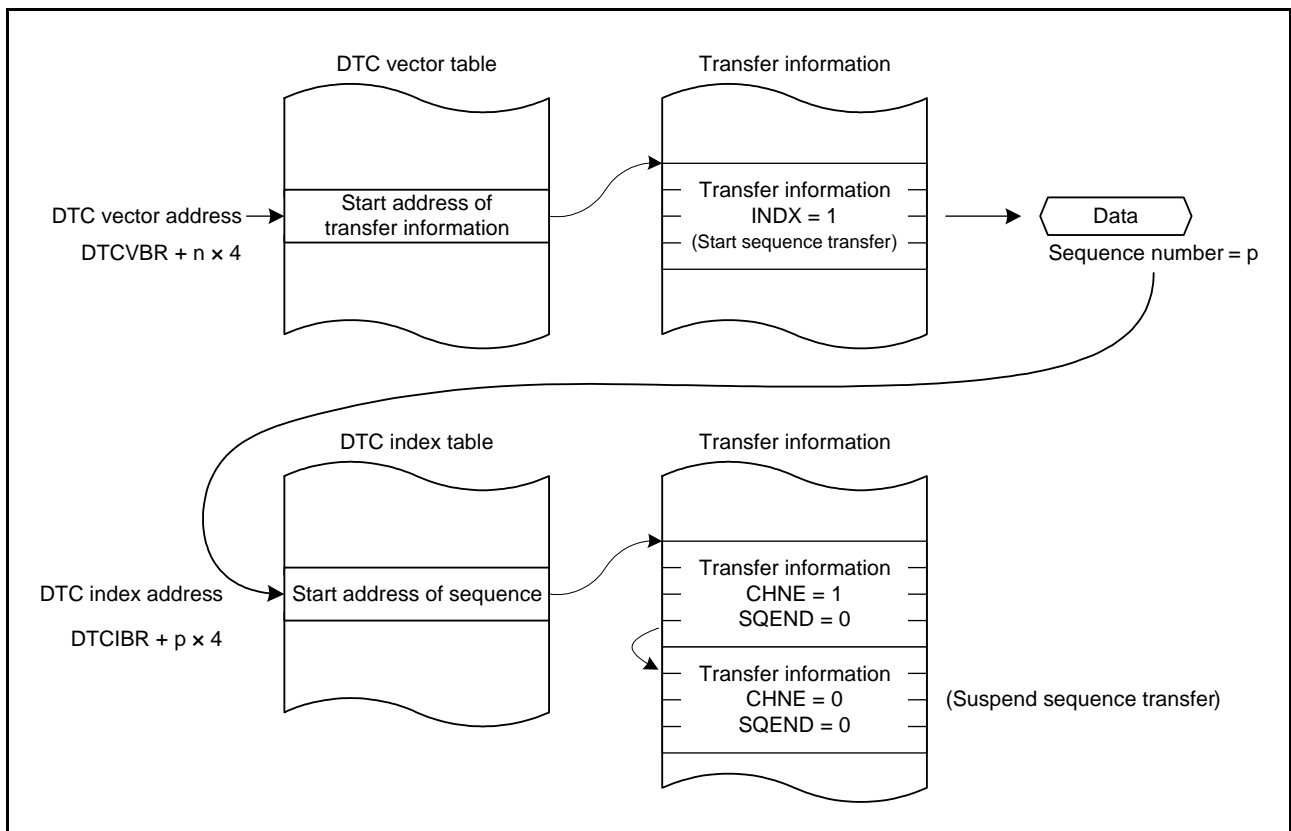 DTC vector table
Transfer information
DTC vector address
DTCVBR + n × 4
Start address of
transfer information
Transfer information
INDX = 1
(Start sequence transfer)
Data
Sequence number = p
DTC index table
Transfer information
DTC index address
DTCIBR + p × 4
Start address of sequence
Transfer information
CHNE = 1
SQEND = 0
Transfer information
CHNE = 0
SQEND = 0
(Suspend sequence transfer)